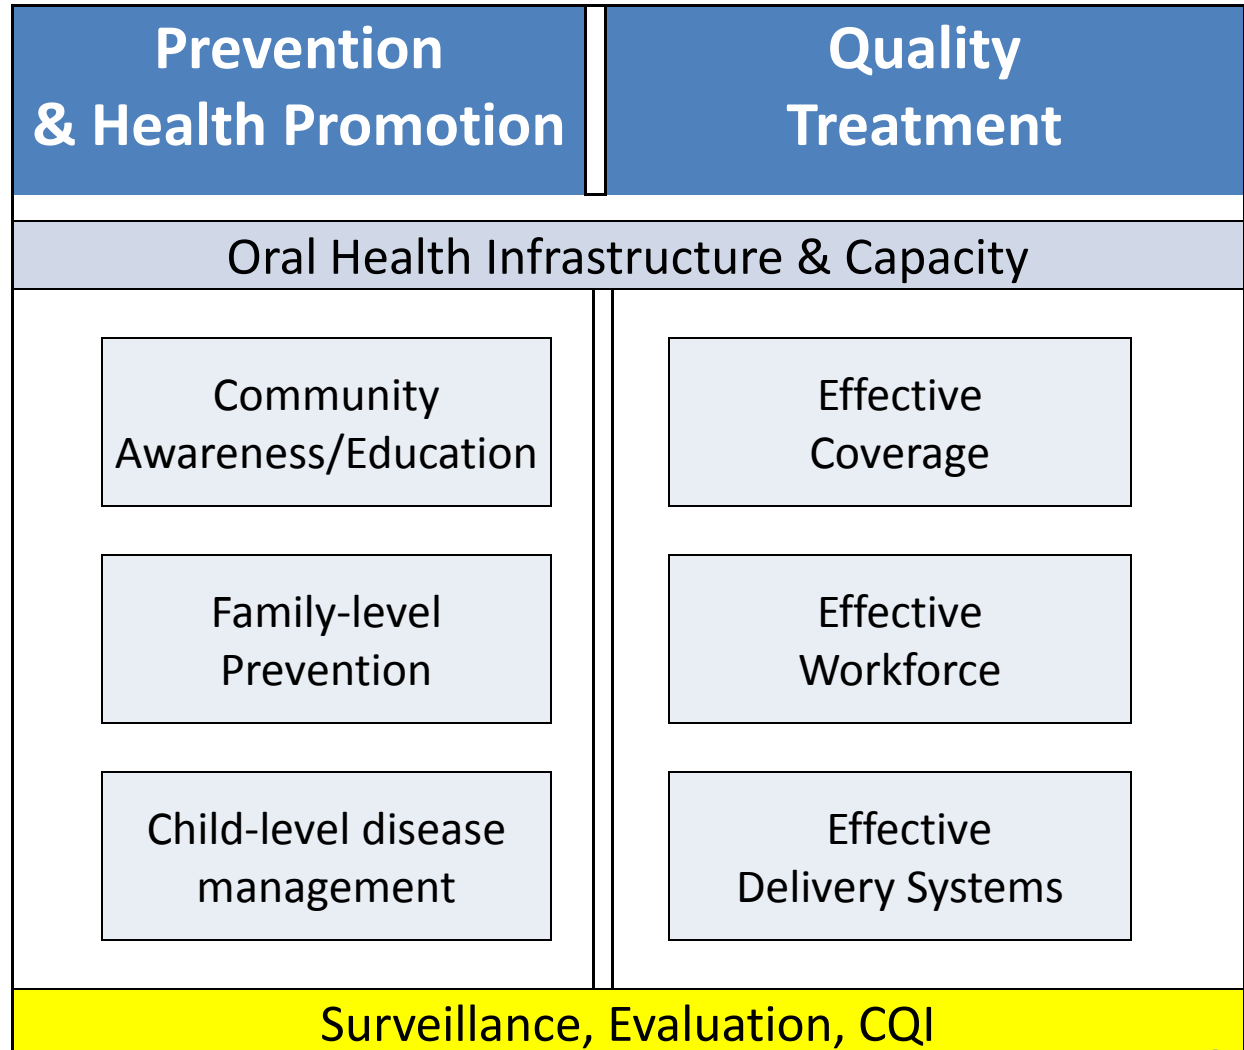 Prevention
& Health Promotion
Quality
Treatment
Oral Health Infrastructure & Capacity
Community
Awareness/Education
Family-level
Prevention
Child-level disease
management
Effective
Coverage
Effective
Workforce
Effective
Delivery Systems
Surveillance, Evaluation, CQI